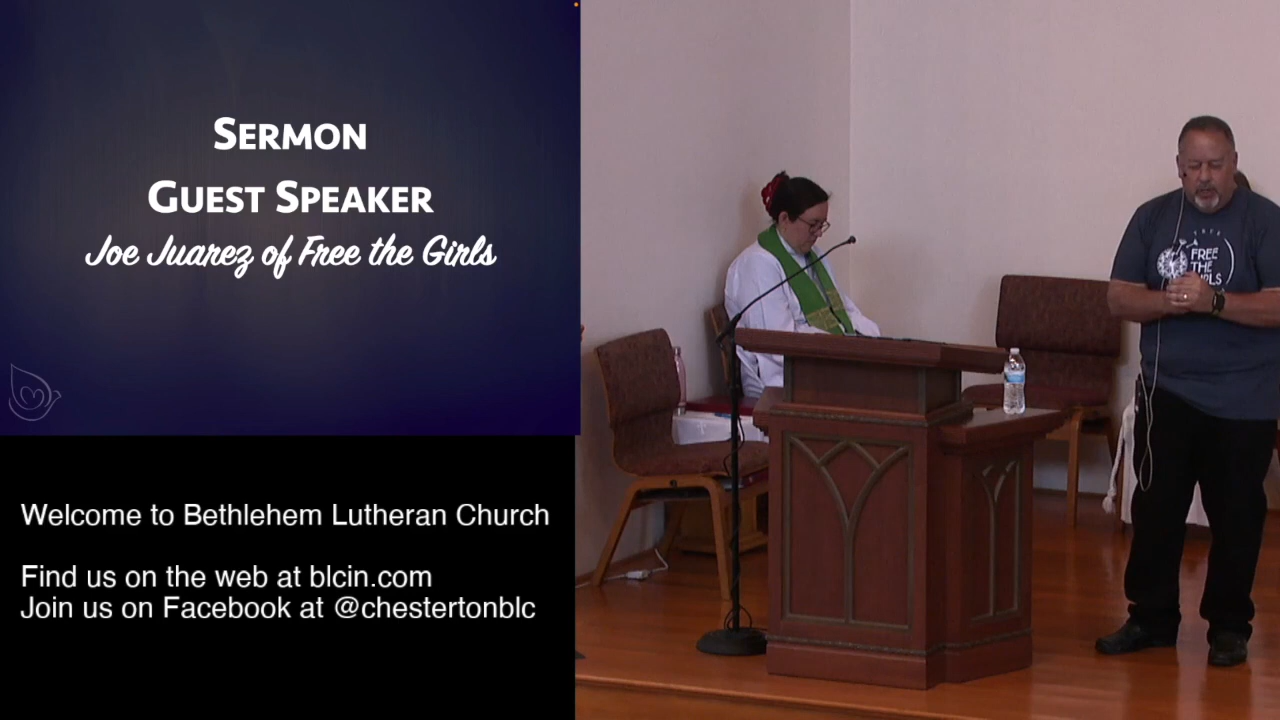 SERMON
GUEST SPEAKER
Joe Juarez of Free the Girls
Welcome to Bethlehem Lutheran Church
Find us on the web at blcin.com
Join us on Facebook at @chestertonblc
FREE
THE